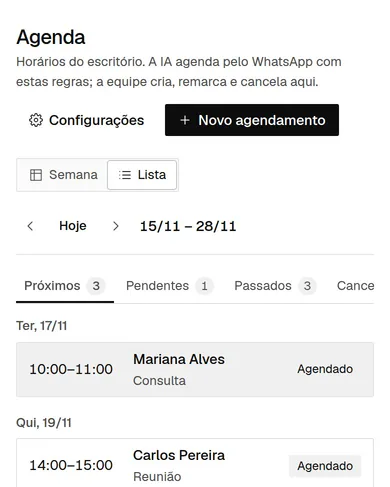 Agenda
Horários do escritório. A IA agenda pelo WhatsApp com
estas regras; a equipe cria, remarca e cancela aqui.
Configurações
Novo agendamento
Semana
Lista
Hoje
15/11 – 28/11
Próximos 3
Pendentes 1
Passados 3
Cance
Ter, 17/11
10:00–11:00
Mariana Alves
Consulta
Agendado
Qui, 19/11
14:00–15:00
Carlos Pereira
Reunião
Agendado